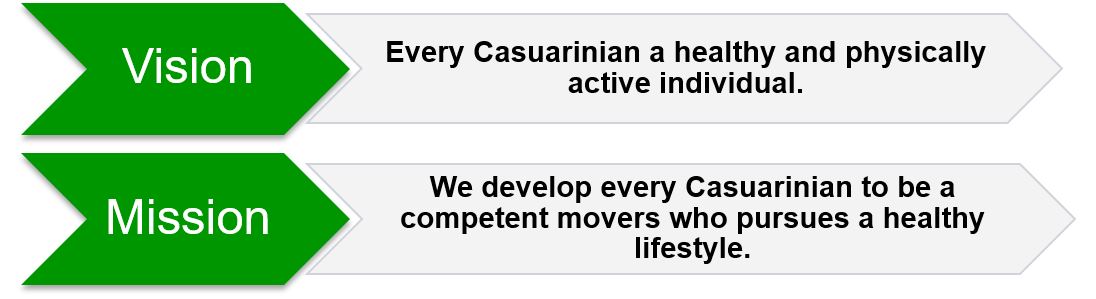 Vision
Every Casuarinian a healthy and physically
active individual.
Mission
We develop every Casuarinian to be a
competent movers who pursues a healthy
lifestyle.